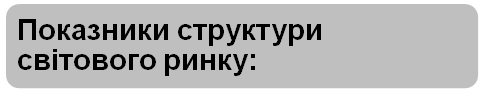 Показники структури
світового ринку: